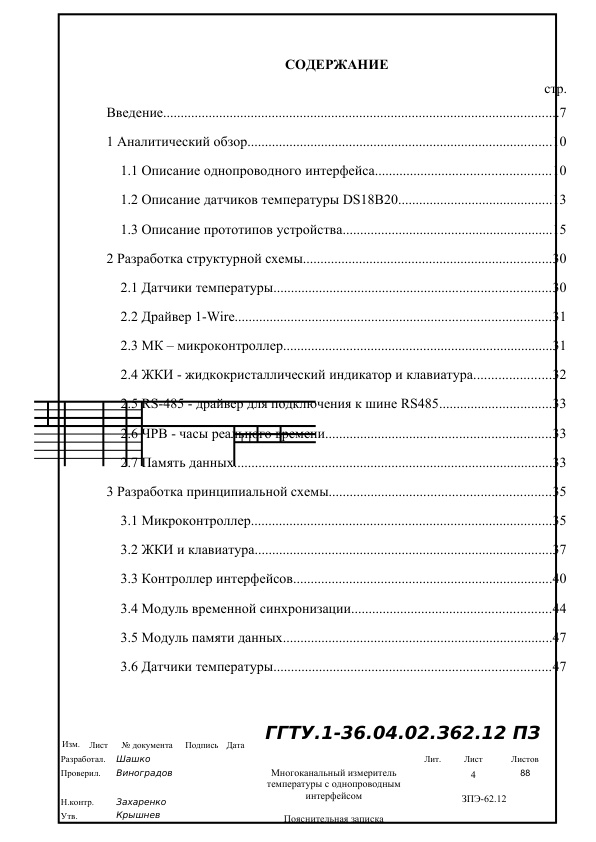 СОДЕРЖАНИЕ
стр.
Введение..........7
1 Аналитический обзор..........0
1.1 Описание однопроводного интерфейса..........0
1.2 Описание датчиков температуры DS18B20..........3
1.3 Описание прототипов устройства..........5
2 Разработка структурной схемы..........30
2.1 Датчики температуры..........30
2.2 Драйвер 1-Wire..........31
2.3 МК – микроконтроллер..........31
2.4 ЖКИ - жидкокристаллический индикатор и клавиатура..........32
2.5 RS-485 - драйвер для подключения к шине RS485..........33
2.6 ЧРВ - часы реального времени..........33
2.7 Память данных..........33
3 Разработка принципиальной схемы..........35
3.1 Микроконтроллер..........35
3.2 ЖКИ и клавиатура..........37
3.3 Контроллер интерфейсов..........40
3.4 Модуль временной синхронизации..........44
3.5 Модуль памяти данных..........47
3.6 Датчики температуры..........47
ГГТУ.1-36.04.02.362.12 ПЗ
Изм. Лист № документа Подпись Дата
Разработал. Шашко
Проверил. Виноградов
Н.контр. Захаренко
Утв. Крышнев
Многоканальный измеритель
температуры с однопроводным
интерфейсом
Пояснительная записка
Лит. Лист Листов
4 88
ЗПЭ-62.12